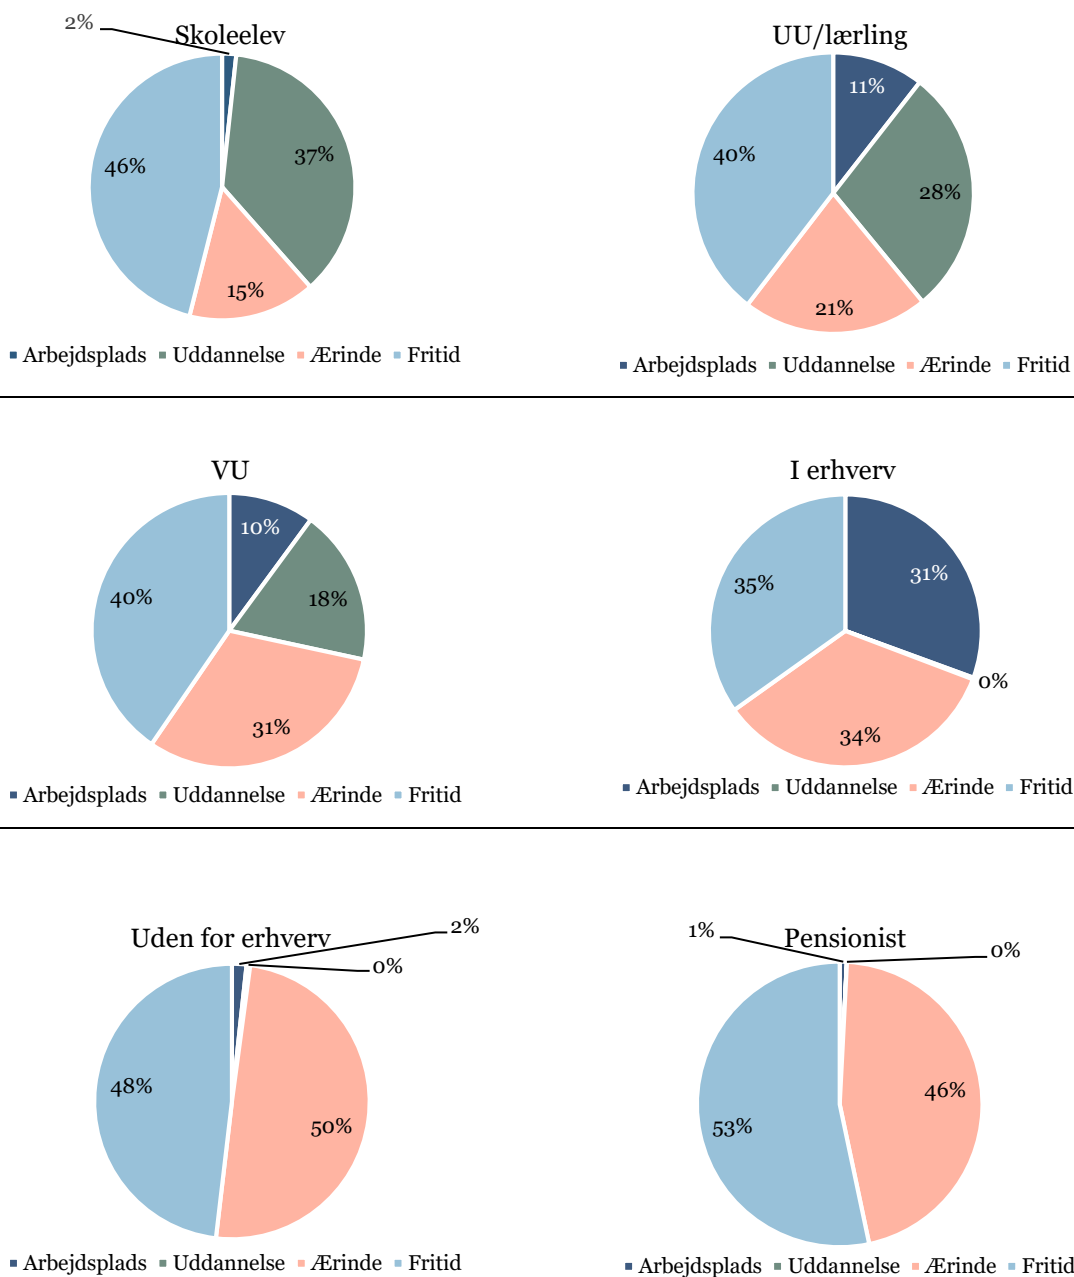 Skoleelev
2%
37%
46%
15%
Arbejdsplads Uddannelse Ærinde Fritid
UU/lærling
11%
40%
28%
21%
Arbejdsplads Uddannelse Ærinde Fritid
VU
10%
40%
18%
31%
Arbejdsplads Uddannelse Ærinde Fritid
I erhverv
31%
35%
0%
34%
Arbejdsplads Uddannelse Ærinde Fritid
Uden for erhverv
2%
0%
48%
50%
Arbejdsplads Uddannelse Ærinde Fritid
Pensionist
1%
0%
46%
53%
Arbejdsplads Uddannelse Ærinde Fritid